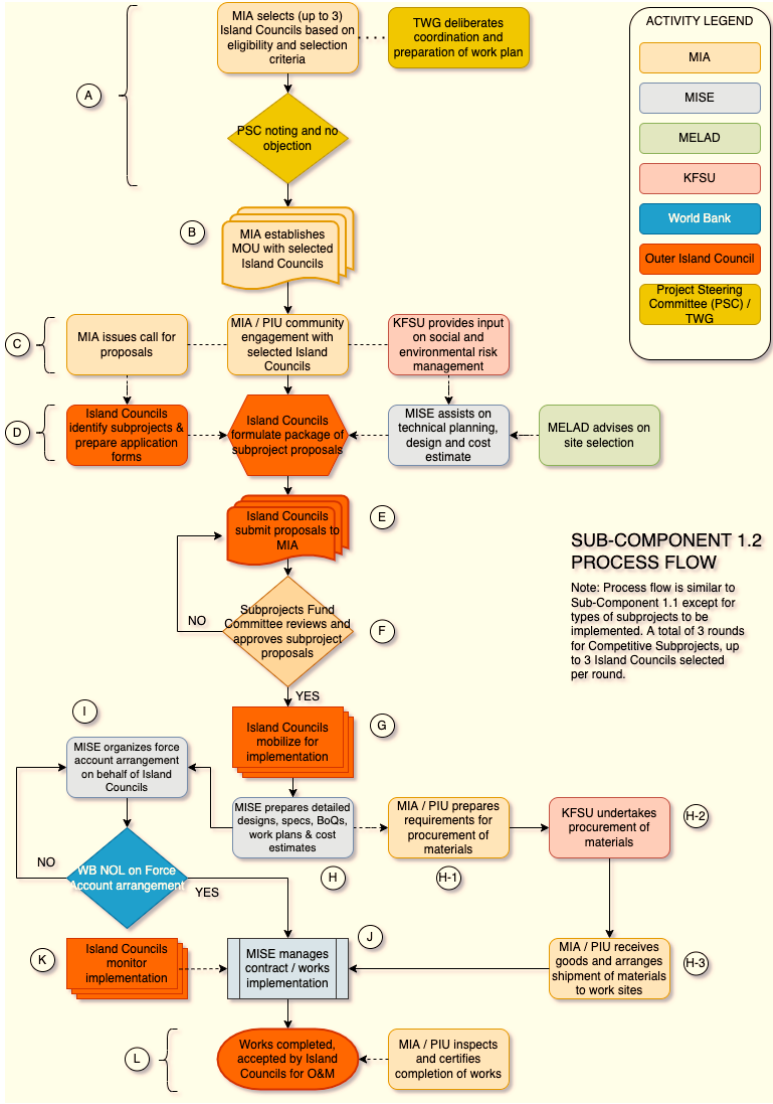 MIA selects (up to 3)
Island Councils based on
eligibility and selection
criteria
TWG deliberates
coordination and
preparation of work plan
ACTIVITY LEGEND
MIA
MISE
MELAD
KFSU
World Bank
Outer Island Council
Project Steering
Committee (PSC) /
TWG
A
PSC noting and no
objection
B
MIA establishes
MOU with selected
Island Councils
C
MIA issues call for
proposals
MIA / PIU community
engagement with
selected Island
Councils
KFSU provides input
on social and
environmental risk
management
D
Island Councils
identify subprojects &
prepare application
forms
Island Councils
formulate package of
subproject proposals
MISE assists on
technical planning,
design and cost
estimate
MELAD advises on
site selection
E
Island Councils
submit proposals to
MIA
SUB-COMPONENT 1.2
PROCESS FLOW
Note: Process flow is similar to
Sub-Component 1.1 except for
types of subprojects to be
implemented. A total of 3 rounds
for Competitive Subprojects, up
to 3 Island Councils selected
per round.
NO
Subprojects Fund
Committee reviews and
approves subproject
proposals
F
YES
G
Island Councils
mobilize for
implementation
I
MISE organizes force
account arrangement
on behalf of Island
Councils
MISE prepares detailed
designs, specs, BoQs,
work plans & cost
estimates
H
MIA / PIU prepares
requirements for
procurement of
materials
H-1
KFSU undertakes
procurement of
materials
H-2
NO
WB NOL on Force
Account arrangement
YES
J
K
Island Councils
monitor
implementation
MISE manages
contract / works
implementation
MIA / PIU receives
goods and arranges
shipment of materials
to work sites
H-3
L
Works completed,
accepted by Island
Councils for O&M
MIA / PIU inspects
and certifies
completion of works